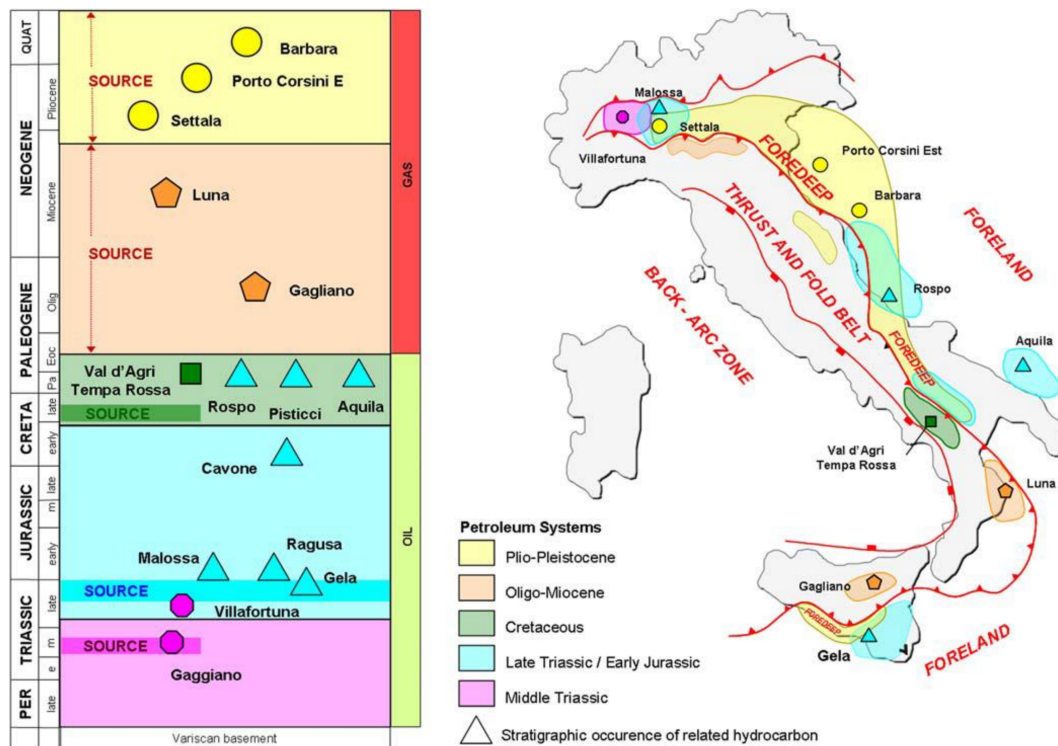 QUAT
NEOGENE
PALEOGENE
CRETA
JURASSIC
TRIASSIC
PER
Pliocene
Miocene
Olig
Eoc
Pa
late
early
late
m
early
late
m
e
late
SOURCE
Barbara
Porto Corsini E
Settala
Luna
SOURCE
Gagliano
Val d'Agri
Tempa Rossa
Rospo
Pisticci
Aquila
SOURCE
Cavone
Malossa
Ragusa
Gela
SOURCE
Villafortuna
SOURCE
Gaggiano
Variscan basement
GAS
OIL
Malossa
Settala
Villafortuna
Porto Corsini Est
Barbara
FOREDEEP
FORELAND
THRUST AND FOLD BELT
BACK - ARC ZONE
Rospo
Aquila
FOREDEEP
Val d'Agri
Tempa Rossa
Luna
Gagliano
FOREDEEP
Gela
FORELAND
Petroleum Systems
Plio-Pleistocene
Oligo-Miocene
Cretaceous
Late Triassic / Early Jurassic
Middle Triassic
Stratigraphic occurence of related hydrocarbon